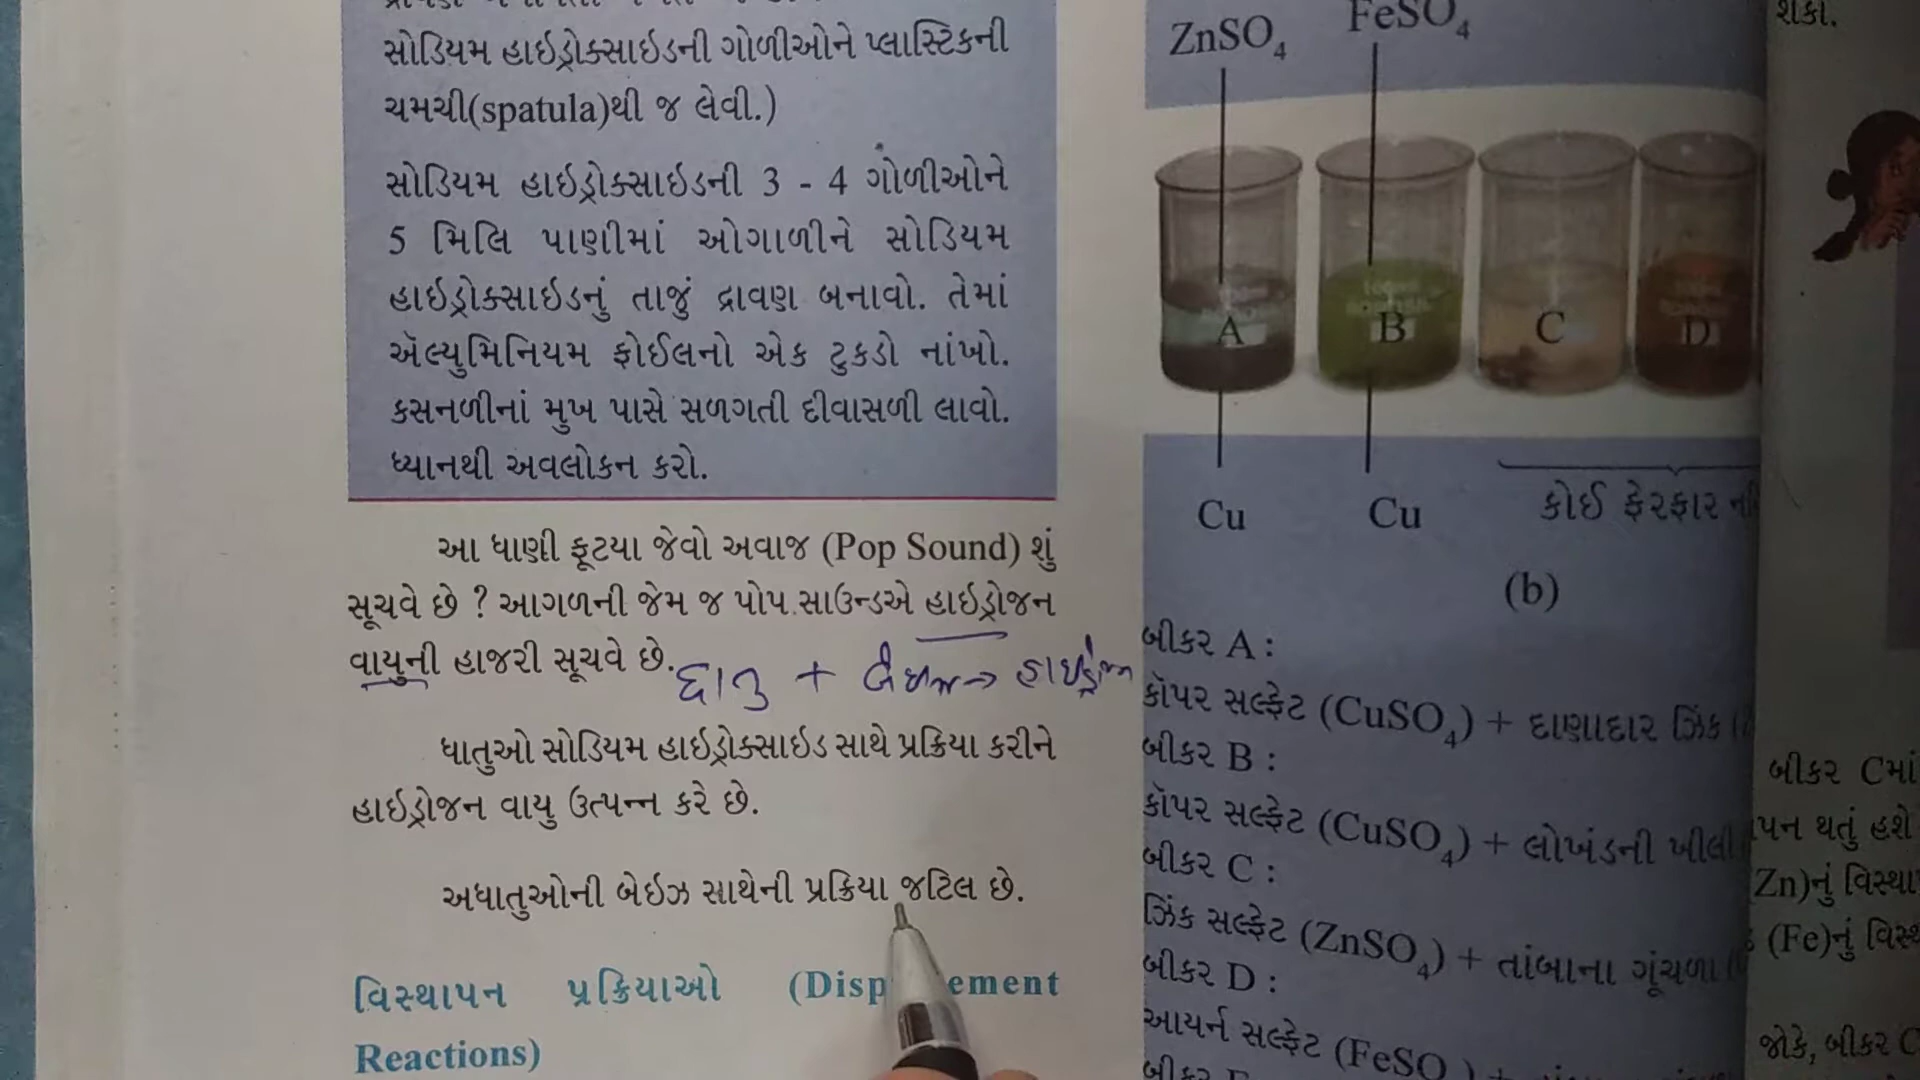 સોડિયમ હાઇડ્રોક્સાઇડની ગોળીઓને પ્લાસ્ટિકની
ચમચી(spatula)થી જ લેવી.)
સોડિયમ હાઇડ્રોક્સાઇડની 3 - 4 ગોળીઓને
5 મિલિ પાણીમાં ઓગાળીને સોડિયમ
હાઇડ્રોક્સાઇડનું તાજું દ્રાવણ બનાવો. તેમાં
ઍલ્યુમિનિયમ ફોઈલનો એક ટુકડો નાંખો.
કસનળીનાં મુખ પાસે સળગતી દીવાસળી લાવો.
ધ્યાનથી અવલોકન કરો.
આ ધાણી ફૂટયા જેવો અવાજ (Pop Sound) શું
સૂચવે છે ? આગળની જેમ જ પોપ સાઉન્ડએ હાઇડ્રોજન
વાયુની હાજરી સૂચવે છે.
ધાતુ + બેઇઝ → હાઇડ્રોજન
ધાતુઓ સોડિયમ હાઇડ્રોક્સાઇડ સાથે પ્રક્રિયા કરીને
હાઇડ્રોજન વાયુ ઉત્પન્ન કરે છે.
અધાતુઓની બેઇઝ સાથેની પ્રક્રિયા જટિલ છે.
વિસ્થાપન પ્રક્રિયાઓ
Reactions)
ZnSO4 FeSO4
A B C D
Cu Cu કોઈ ફેરફાર
(b)
બીકર A :
કૉપર સલ્ફેટ (CuSO4) + દાણાદાર ઝિંક
બીકર B :
કૉપર સલ્ફેટ (CuSO4) + લોખંડની ખીલી
બીકર C :
ઝિંક સલ્ફેટ (ZnSO4) + તાંબાના ગૂંચળા
બીકર D :
આયર્ન સલ્ફેટ (FeSO
શકો.
બીકર Cમાં
થતું હશે
(Fe)નું
જોકે, બીકર C